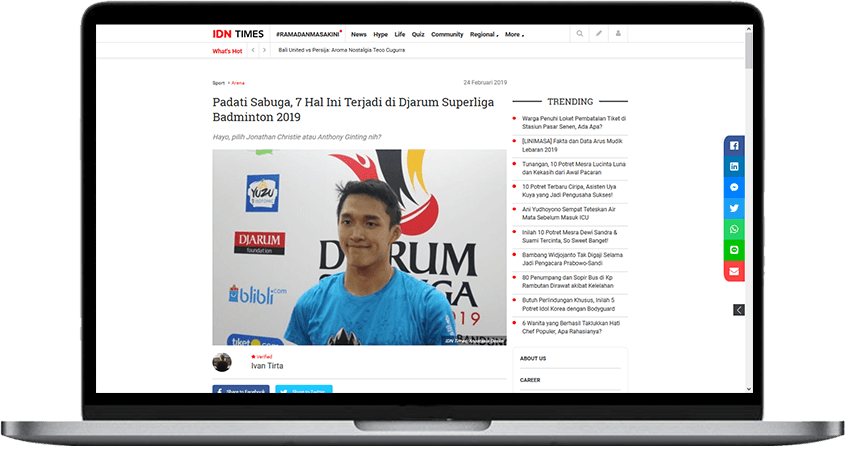 IDN TIMES
#RAMADANMASAKINI
News Hype Life Quiz Community Regional More
What's Hot
Bali United vs Persija: Aroma Nostalgia Teco Cugurra
Sport Arena
24 Februari 2019
Padati Sabuga, 7 Hal Ini Terjadi di Djarum Superliga
Badminton 2019
Hayo, pilih Jonathan Christie atau Anthony Ginting nih?
YUZU
ISOTONIC
DJARUM
foundation
blibli.com
tiket
DJARUM
2019
IDN Times/
Verified
Ivan Tirta
Share to Facebook
Share to Twitter
TRENDING
Warga Penuhi Loket Pembatalan Tiket di
Stasiun Pasar Senen, Ada Apa?
[LINIMASA] Fakta dan Data Arus Mudik
Lebaran 2019
Tunangan, 10 Potret Mesra Lucinta Luna
dan Kekasih dari Awal Pacaran
10 Potret Terbaru Ciripa, Asisten Uya
Kuya yang Jadi Pengusaha Sukses!
Ani Yudhoyono Sempat Teteskan Air
Mata Sebelum Masuk ICU
Inilah 10 Potret Mesra Dewi Sandra &
Suami Tercinta, So Sweet Banget!
Bambang Widjojanto Tak Digaji Selama
Jadi Pengacara Prabowo-Sandi
80 Penumpang dan Sopir Bus di Kp
Rambutan Dirawat akibat Kelelahan
Butuh Perlindungan Khusus, Inilah 5
Potret Idol Korea dengan Bodyguard
6 Wanita yang Berhasil Taklukkan Hati
Chef Populer, Apa Rahasianya?
ABOUT US
CAREER